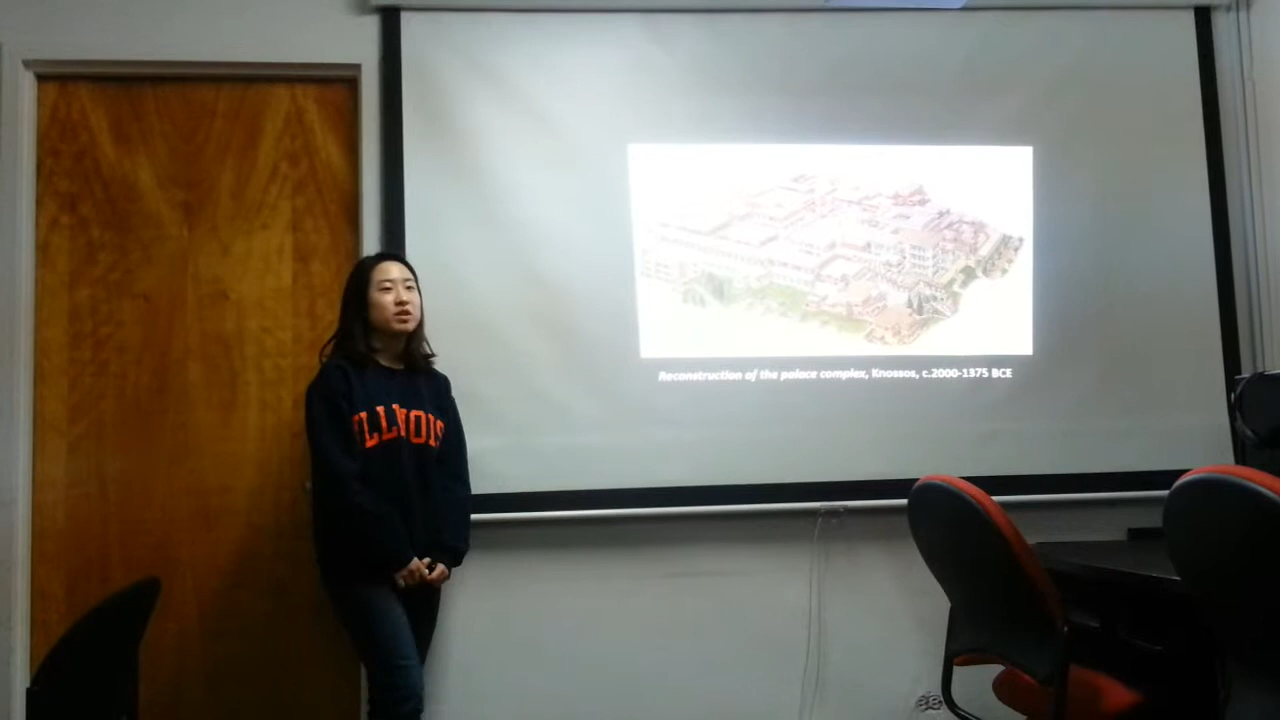 Reconstruction of the palace complex, Knossos, c.2000-1375 BCE
ILLINOIS